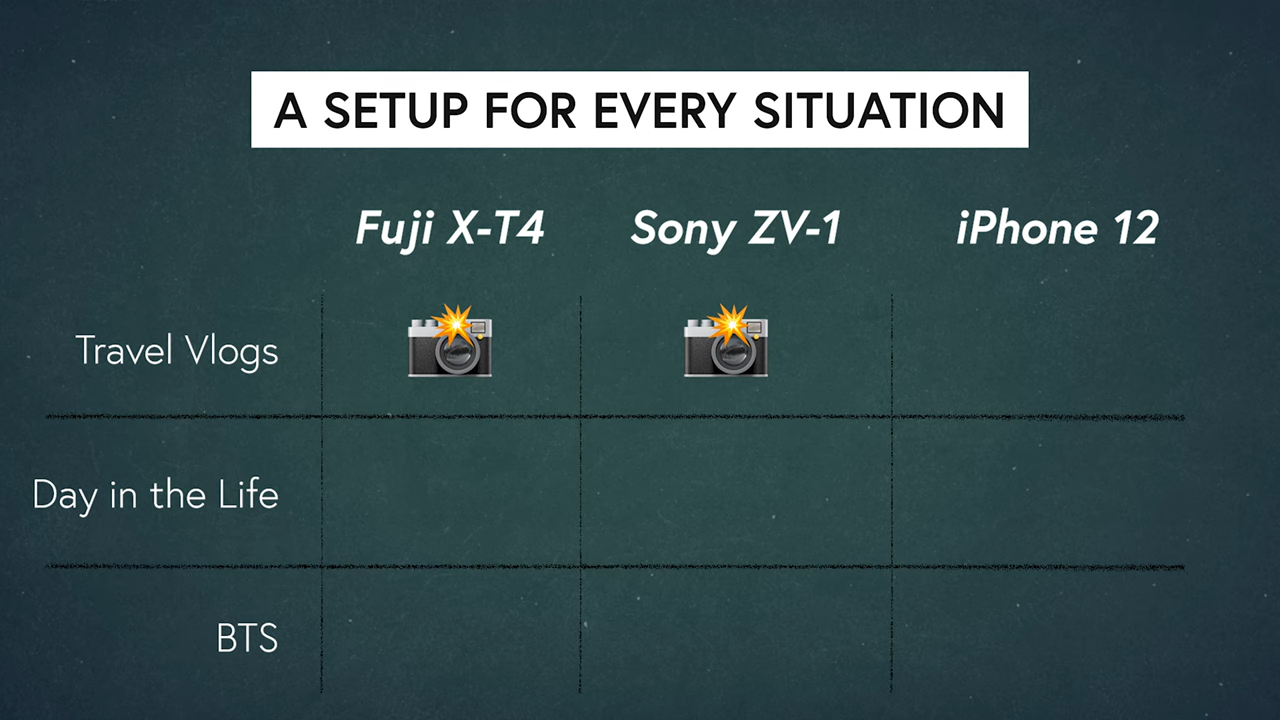 A SETUP FOR EVERY SITUATION
Fuji X-T4 Sony ZV-1 iPhone 12
Travel Vlogs
Day in the Life
BTS